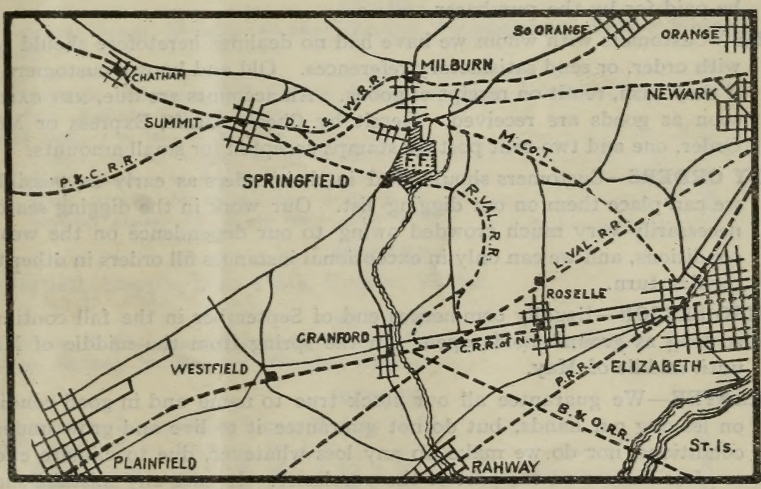 So ORANGE
ORANGE
CHATHAM
MILBURN
NEWARK
SUMMIT
D. L. & W. R. R.
M. Co. T.
F.F.
P. & C. R.R.
SPRINGFIELD
R. VAL. R.R.
L. VAL. R.R.
ROSELLE
CRANFORD
C.R.R. of N.J.
WESTFIELD
P.R.R.
ELIZABETH
B. & O. RR.
ST. Is.
PLAINFIELD
RAHWAY